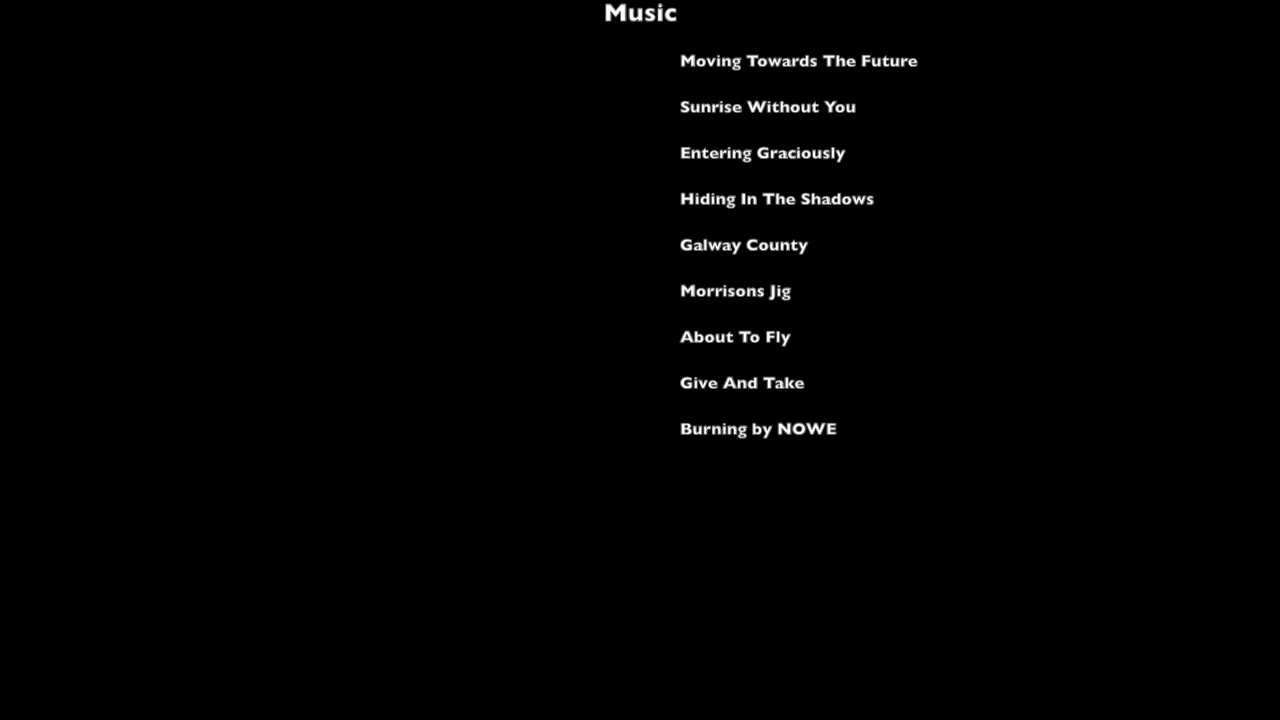 Music
Moving Towards The Future
Sunrise Without You
Entering Graciously
Hiding In The Shadows
Galway County
Morrisons Jig
About To Fly
Give And Take
Burning by NOWE